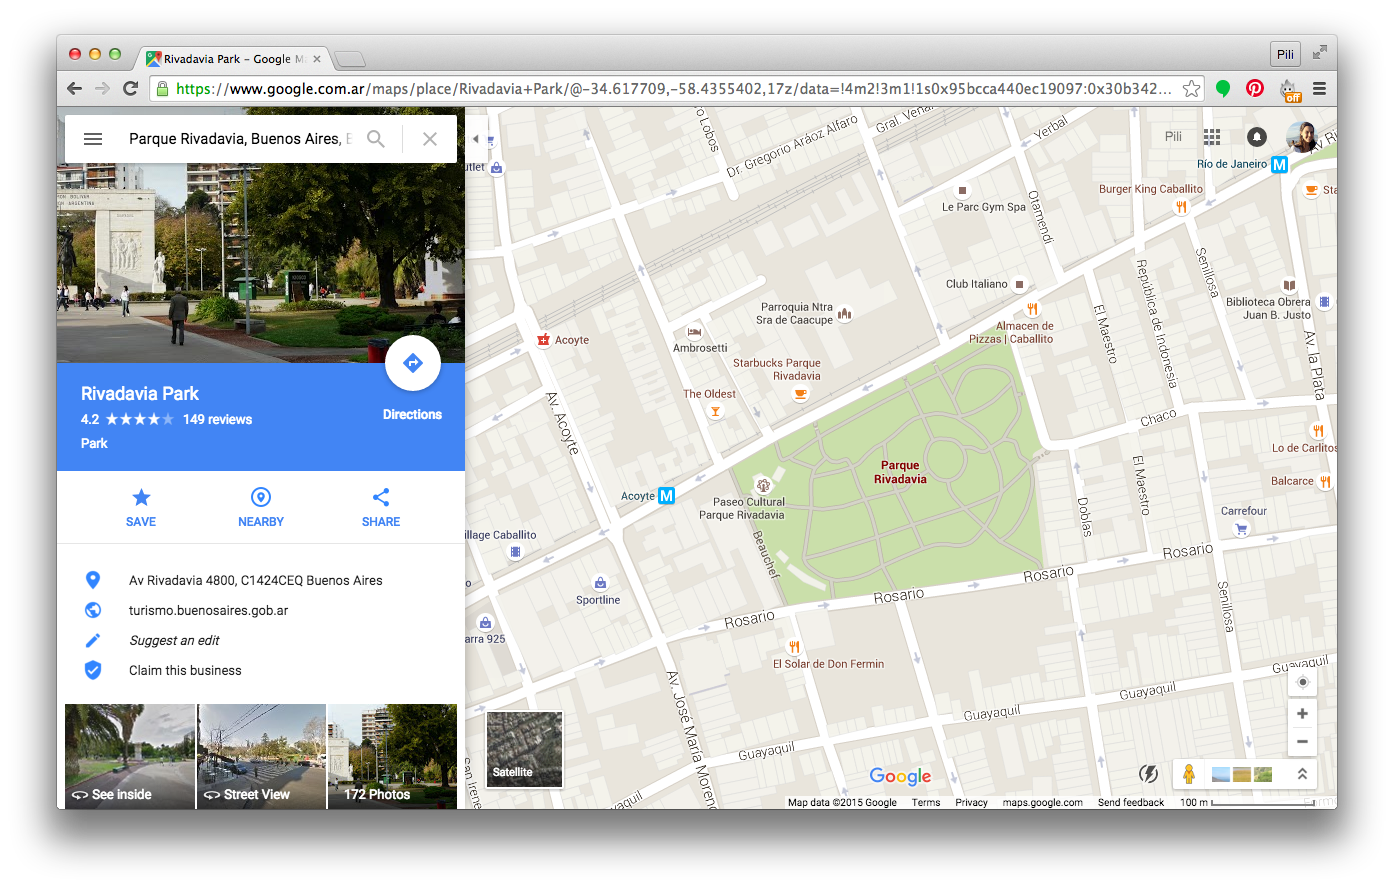 Rivadavia Park - Google M
Pili
https://www.google.com.ar/maps/place/Rivadavia+Park/@-34.617709,-58.4355402,17z/data=!4m2!3m1!1s0x95bcca440ec19097:0x30b342...
off
Parque Rivadavia, Buenos Aires,
Rivadavia Park
4.2 149 reviews
Park
Directions
SAVE
NEARBY
SHARE
Av Rivadavia 4800, C1424CEQ Buenos Aires
turismo.buenosaires.gob.ar
Suggest an edit
Claim this business
See inside
Street View
172 Photos
Pili
Lobos
Dr. Gregorio Aráoz Alfaro
Gral. Vena
Yerbal
Av R
Río de Janeiro
M
utlet
Burger King Caballito
Sta
Le Parc Gym Spa
Otamendi
Senillosa
República de Indonesia
Club Italiano
El Maestro
Biblioteca Obrera
Juan B. Justo
Av. la Plata
Parroquia Ntra
Sra de Caacupe
Almacen de
Pizzas | Caballito
Acoyte
Ambrosetti
Starbucks Parque
Rivadavia
The Oldest
Av. Acoyte
Chaco
Lo de Carlitos
Parque
Rivadavia
El Maestro
Balcarce
Acoyte
M
Paseo Cultural
Parque Rivadavia
Doblas
Carrefour
illage Caballito
Beauchef
Rosario
Rosario
Rosario
Rosario
Sportline
Senillosa
arra 925
El Solar de Don Fermin
Av. José María Moreno
Guayaquil
Guayaquil
Guayaquil
Guayaquil
Satellite
Google
Map data ©2015 Google
Terms
Privacy
maps.google.com
Send feedback
100 m